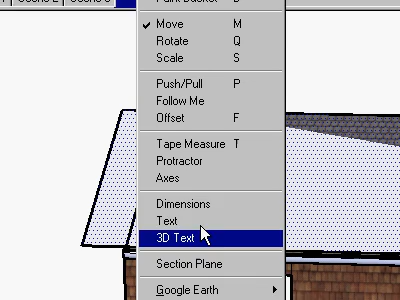 Move M
Rotate Q
Scale S
Push/Pull P
Follow Me
Offset F
Tape Measure T
Protractor
Axes
Dimensions
Text
3D Text
Section Plane
Google Earth